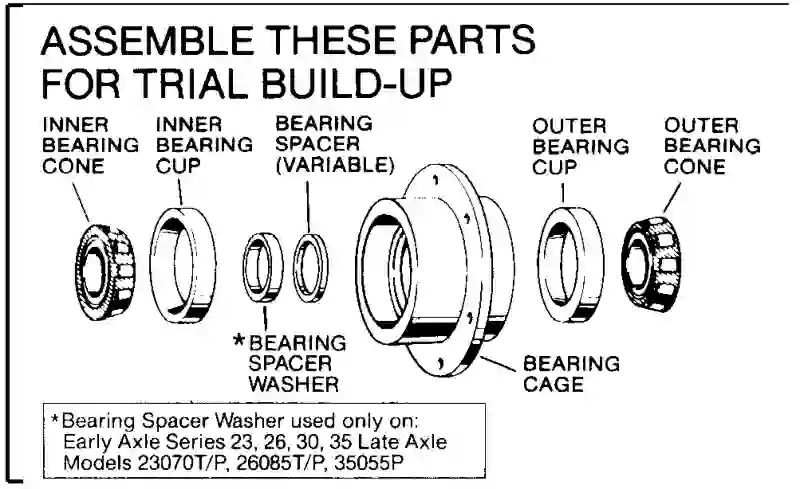 ASSEMBLE THESE PARTS
FOR TRIAL BUILD-UP
INNER
BEARING
CONE
INNER
BEARING
CUP
BEARING
SPACER
(VARIABLE)
OUTER
BEARING
CUP
OUTER
BEARING
CONE
*BEARING
SPACER
WASHER
BEARING
CAGE
*Bearing Spacer Washer used only on:
Early Axle Series 23, 26, 30, 35 Late Axle
Models 23070T/P, 26085T/P, 35055P